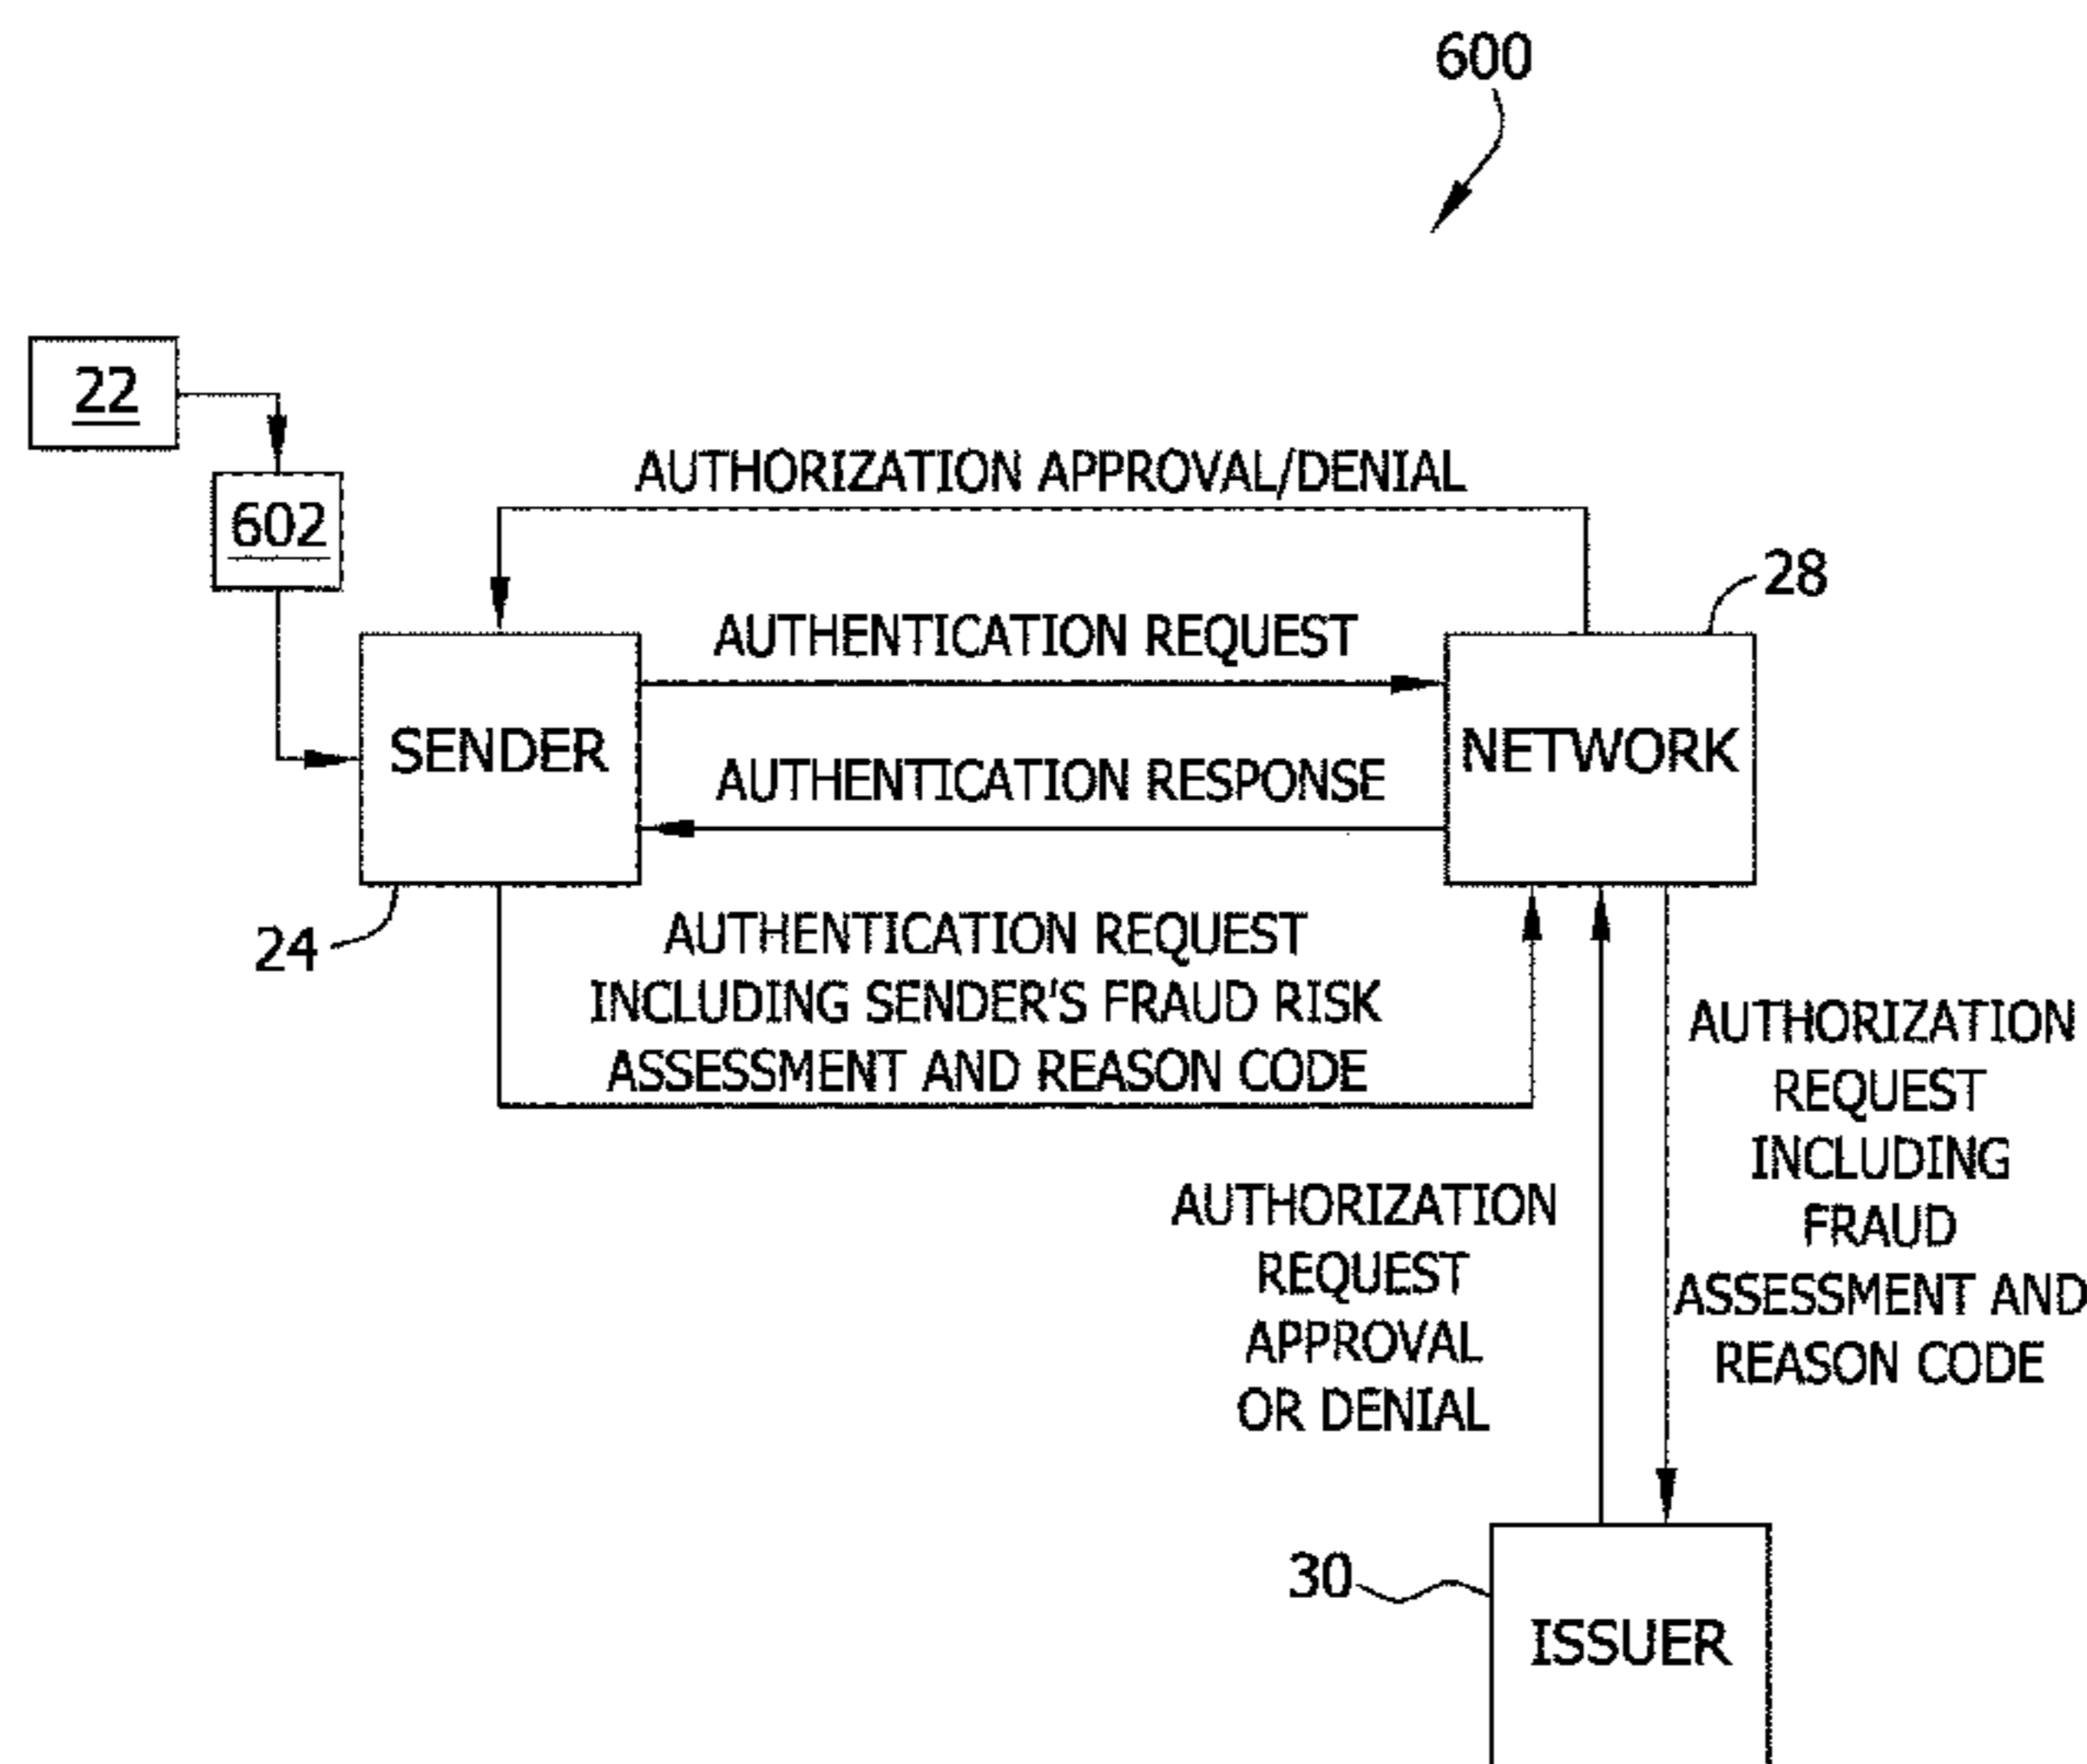 600
22
602
AUTHORIZATION APPROVAL/DENIAL
28
AUTHENTICATION REQUEST
SENDER
NETWORK
AUTHENTICATION RESPONSE
24
AUTHENTICATION REQUEST
INCLUDING SENDER'S FRAUD RISK
ASSESSMENT AND REASON CODE
AUTHORIZATION
REQUEST
INCLUDING
FRAUD
ASSESSMENT AND
REASON CODE
AUTHORIZATION
REQUEST
APPROVAL
OR DENIAL
30
ISSUER